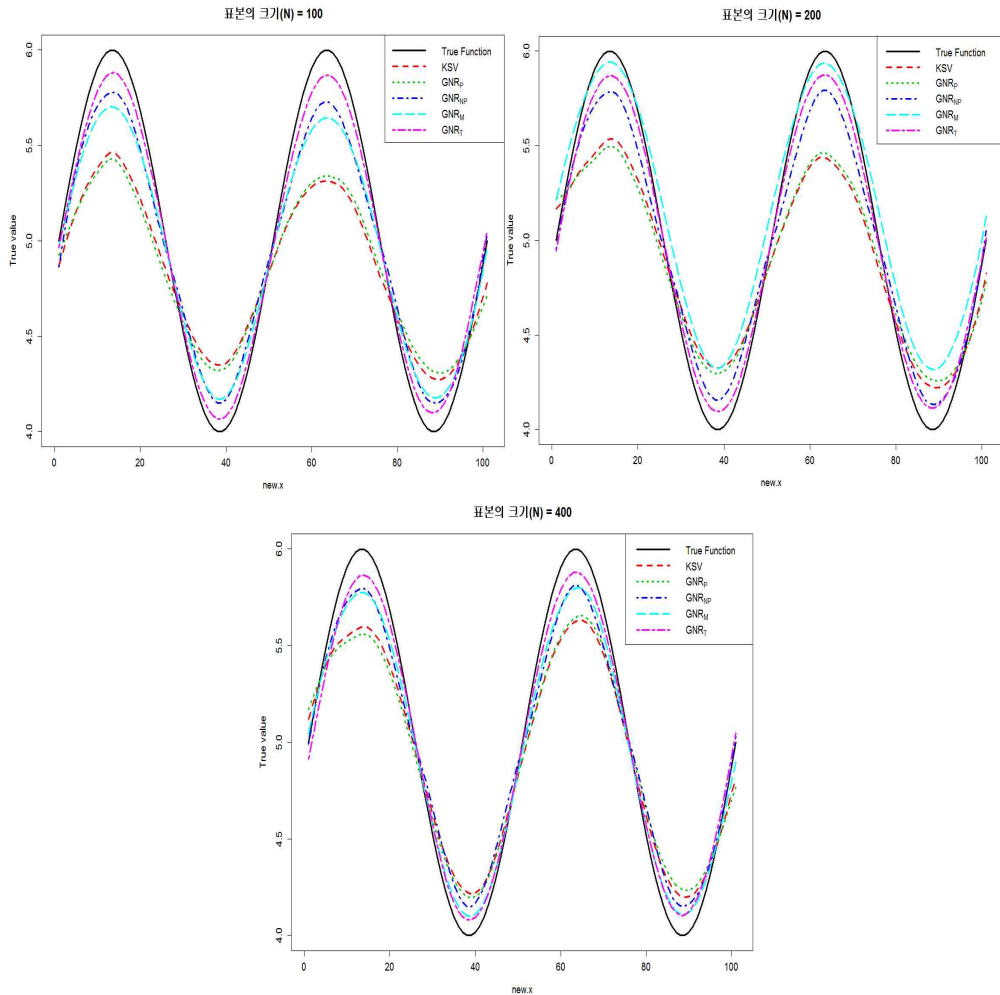 표본의 크기(N) = 100
True value
6.0
5.5
5.0
4.5
4.0
0 20 40 60 80 100
new.x
True Function
KSV
GNR_P
GNR_NP
GNR_M
GNR_T
표본의 크기(N) = 200
True value
6.0
5.5
5.0
4.5
4.0
0 20 40 60 80 100
new.x
True Function
KSV
GNR_P
GNR_NP
GNR_M
GNR_T
표본의 크기(N) = 400
True value
6.0
5.5
5.0
4.5
4.0
0 20 40 60 80 100
new.x
True Function
KSV
GNR_P
GNR_NP
GNR_M
GNR_T